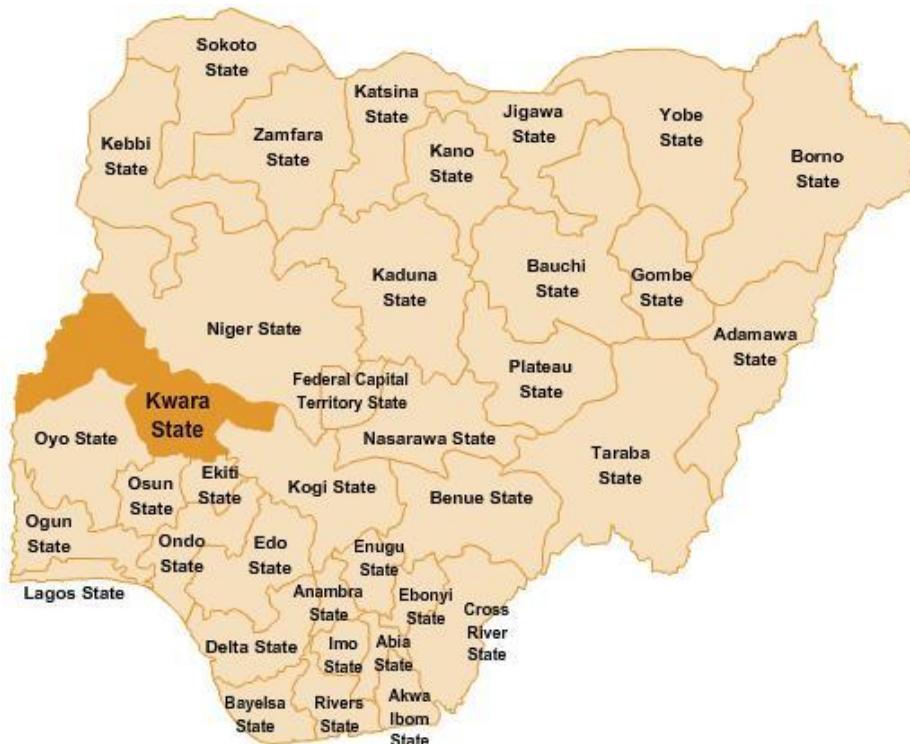 Sokoto
State
Kebbi
State
Zamfara
State
Katsina
State
Kano
State
Jigawa
State
Yobe
State
Borno
State
Kaduna
State
Bauchi
State
Gombe
State
Adamawa
State
Niger State
Federal Capital
Territory State
Plateau
State
Kwara
State
Oyo State
Nasarawa State
Taraba
State
Osun
State
Ekiti
State
Kogi State
Benue State
Ogun
State
Ondo
State
Edo
State
Enugu
State
Lagos State
Anambra
State
Ebonyi
State
Cross
River
State
Delta State
Imo
State
Abia
State
Bayelsa
State
Rivers
State
Akwa
Ibom
State